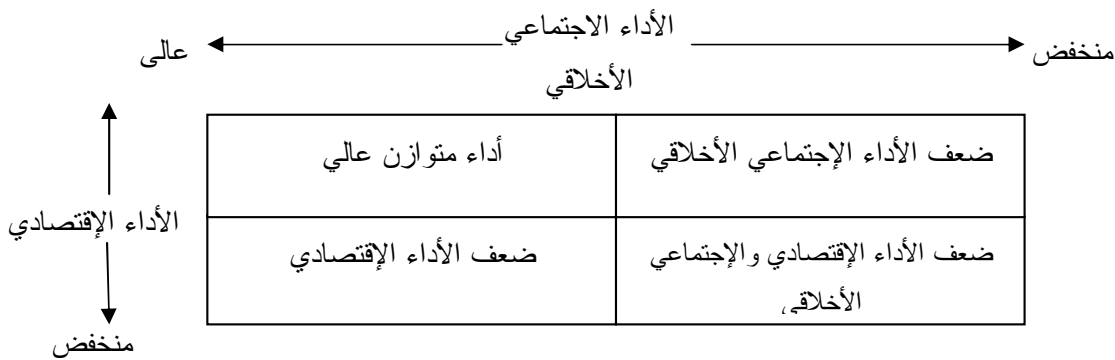 الأداء الاجتماعي
منخفض
عالى
الأخلاقي
ضعف الأداء الإجتماعي الأخلاقي
أداء متوازن عالي
الأداء الإقتصادي
ضعف الأداء الإقتصادي والإجتماعي
الأخلاقي
ضعف الأداء الإقتصادي
منخفض